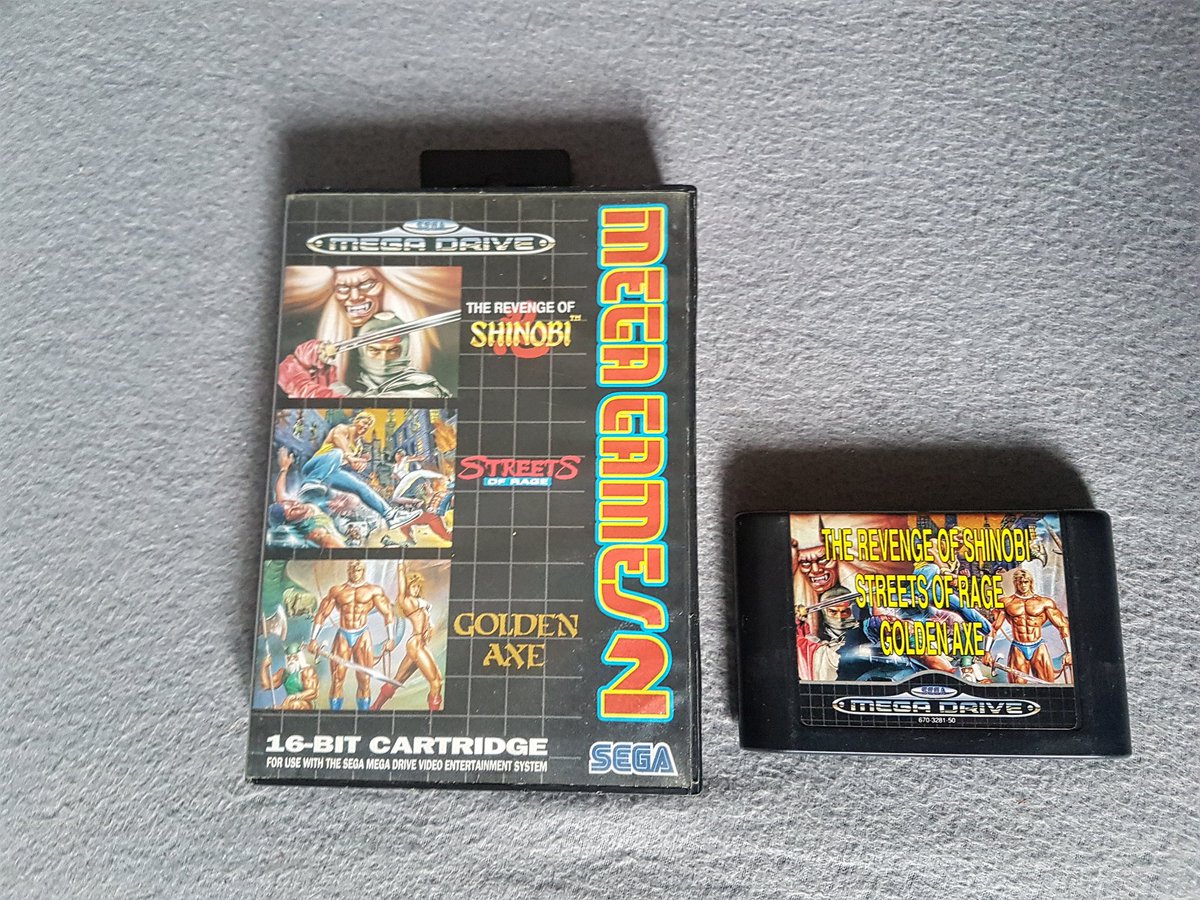 SEGA
MEGA DRIVE
THE REVENGE OF
SHINOBI™
STREETS
OF RAGE
GOLDEN
AXE
MEGA GAMES 2
16-BIT CARTRIDGE
FOR USE WITH THE SEGA MEGA DRIVE VIDEO ENTERTAINMENT SYSTEM
SEGA
THE REVENGE OF SHINOBI™
STREETS OF RAGE
GOLDEN AXE
SEGA
MEGA DRIVE
670-3281-50